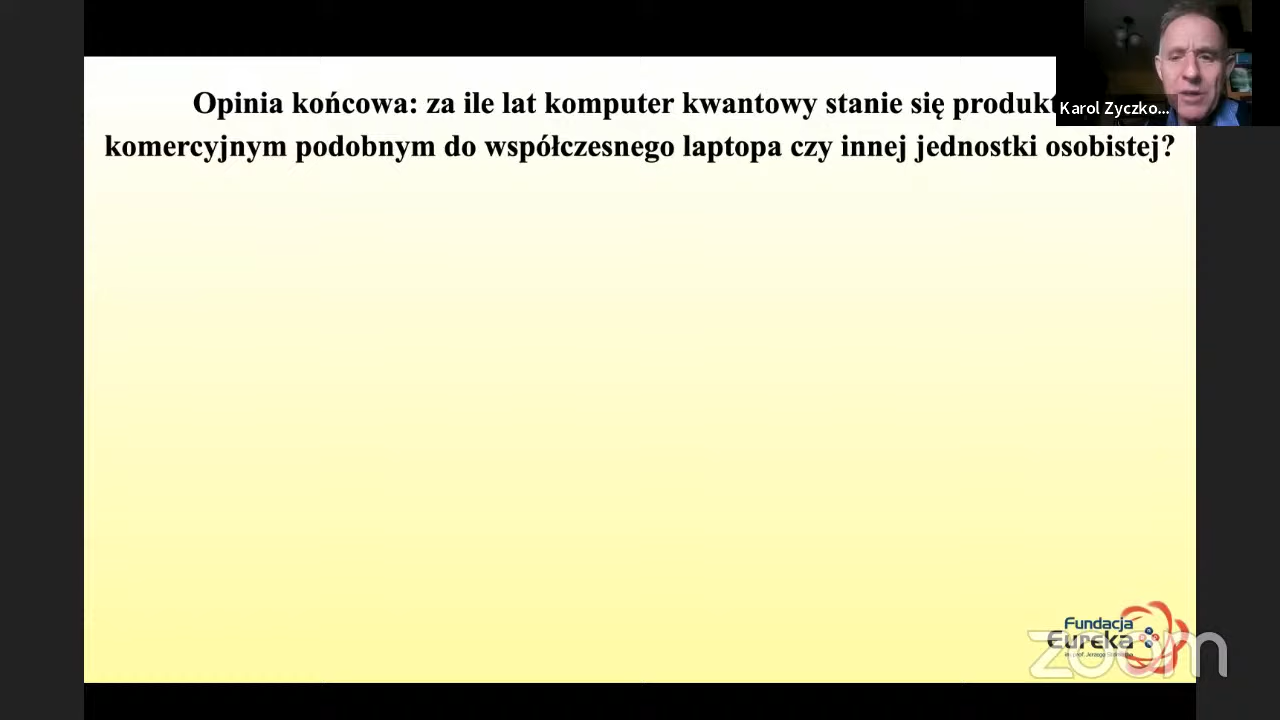 Opinia końcowa: za ile lat komputer kwantowy stanie się
komercyjnym podobnym do współczesnego laptopa czy innej jednostki osobistej?
Karol Zyczko...
Fundacja
Eureka
zoom